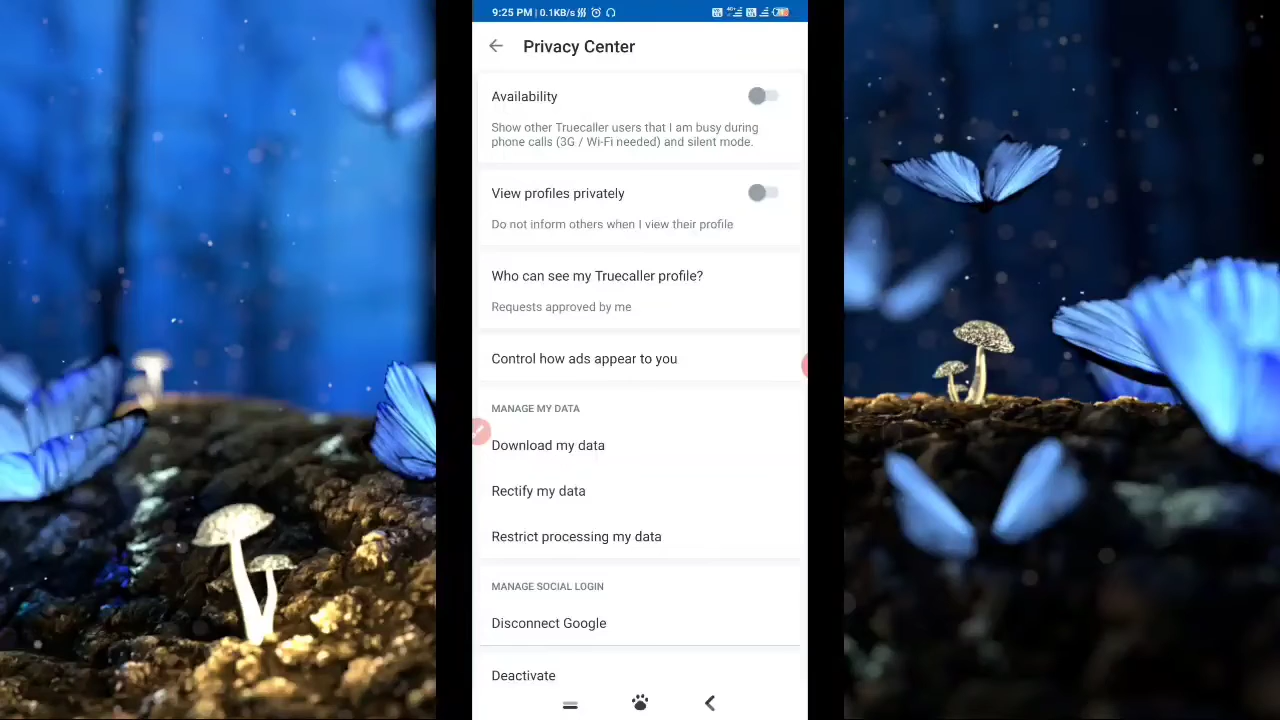 9:25 PM | 0.1KB/s
Privacy Center
Availability
Show other Truecaller users that I am busy during
phone calls (3G / Wi-Fi needed) and silent mode.
View profiles privately
Do not inform others when I view their profile
Who can see my Truecaller profile?
Requests approved by me
Control how ads appear to you
MANAGE MY DATA
Download my data
Rectify my data
Restrict processing my data
MANAGE SOCIAL LOGIN
Disconnect Google
Deactivate